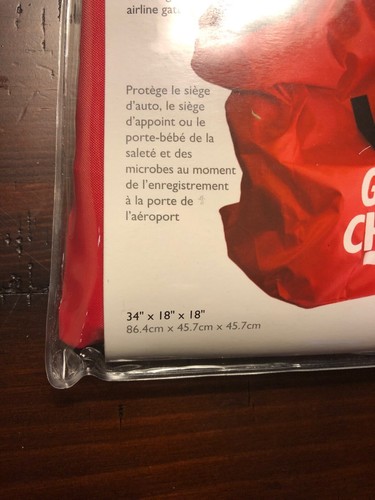 airline
Protège le siège
d'auto, le siège
d'appoint ou le
porte-bébé de la
saleté et des
microbes au moment
de l'enregistrement
à la porte de
l'aéroport
G
CH
34" x 18" x 18"
86.4cm x 45.7cm x 45.7cm